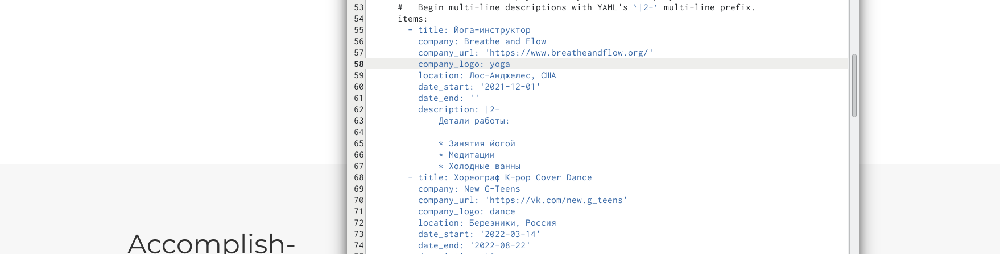 53 #   Begin multi-line descriptions with YAML's `|2-` multi-line prefix.
54 items:
55 - title: Йога-инструктор
56 company: Breathe and Flow
57 company_url: 'https://www.breatheandflow.org/'
58 company_logo: yoga
59 location: Лос-Анджелес, США
60 date_start: '2021-12-01'
61 date_end: ''
62 description: |2-
63 Детали работы:
64
65 * Занятия йогой
66 * Медитации
67 * Холодные ванны
68 - title: Хореограф K-pop Cover Dance
69 company: New G-Teens
70 company_url: 'https://vk.com/new.g_teens'
71 company_logo: dance
72 location: Березники, Россия
73 date_start: '2022-03-14'
74 date_end: '2022-08-22'
Accomplish-